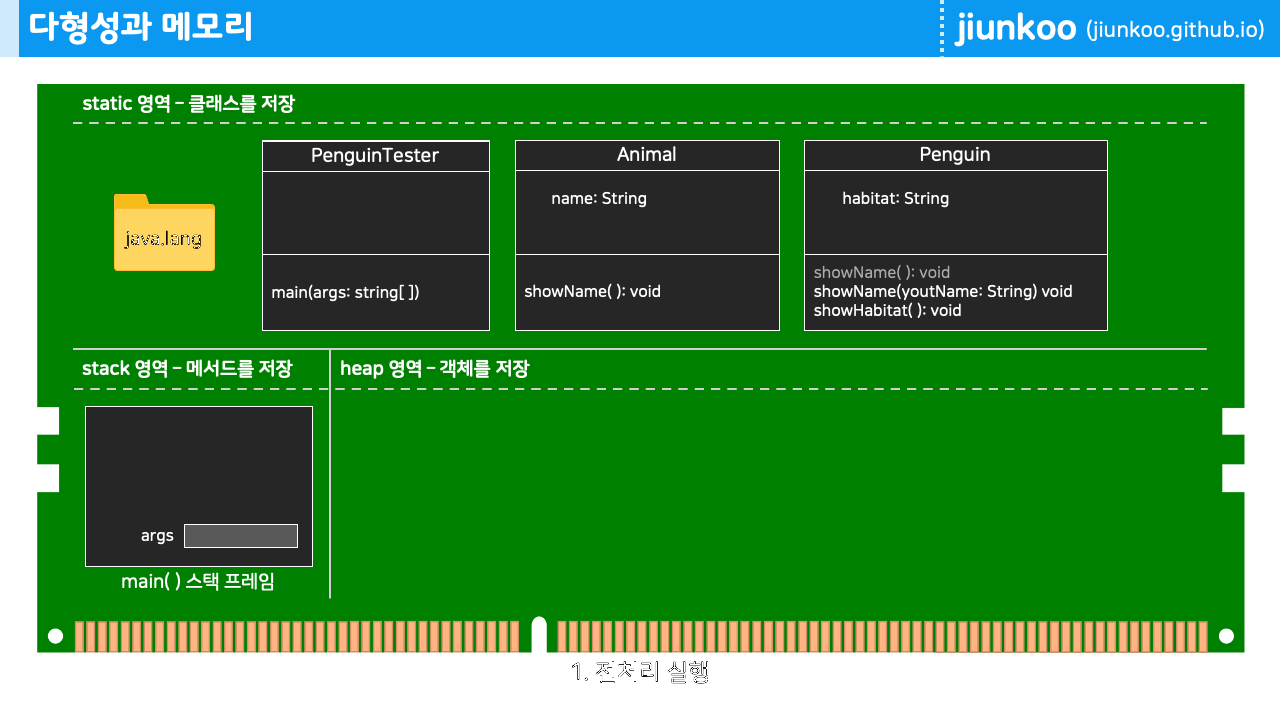 다형성과 메모리
jiunkoo (jiunkoo.github.io)
static 영역 – 클래스를 저장
java.lang
PenguinTester
main(args: string[ ])
Animal
name: String
showName( ): void
Penguin
habitat: String
showName( ): void
showName(youtName: String) void
showHabitat( ): void
stack 영역 – 메서드를 저장
args
main( ) 스택 프레임
heap 영역 – 객체를 저장
1. 전처리 실행